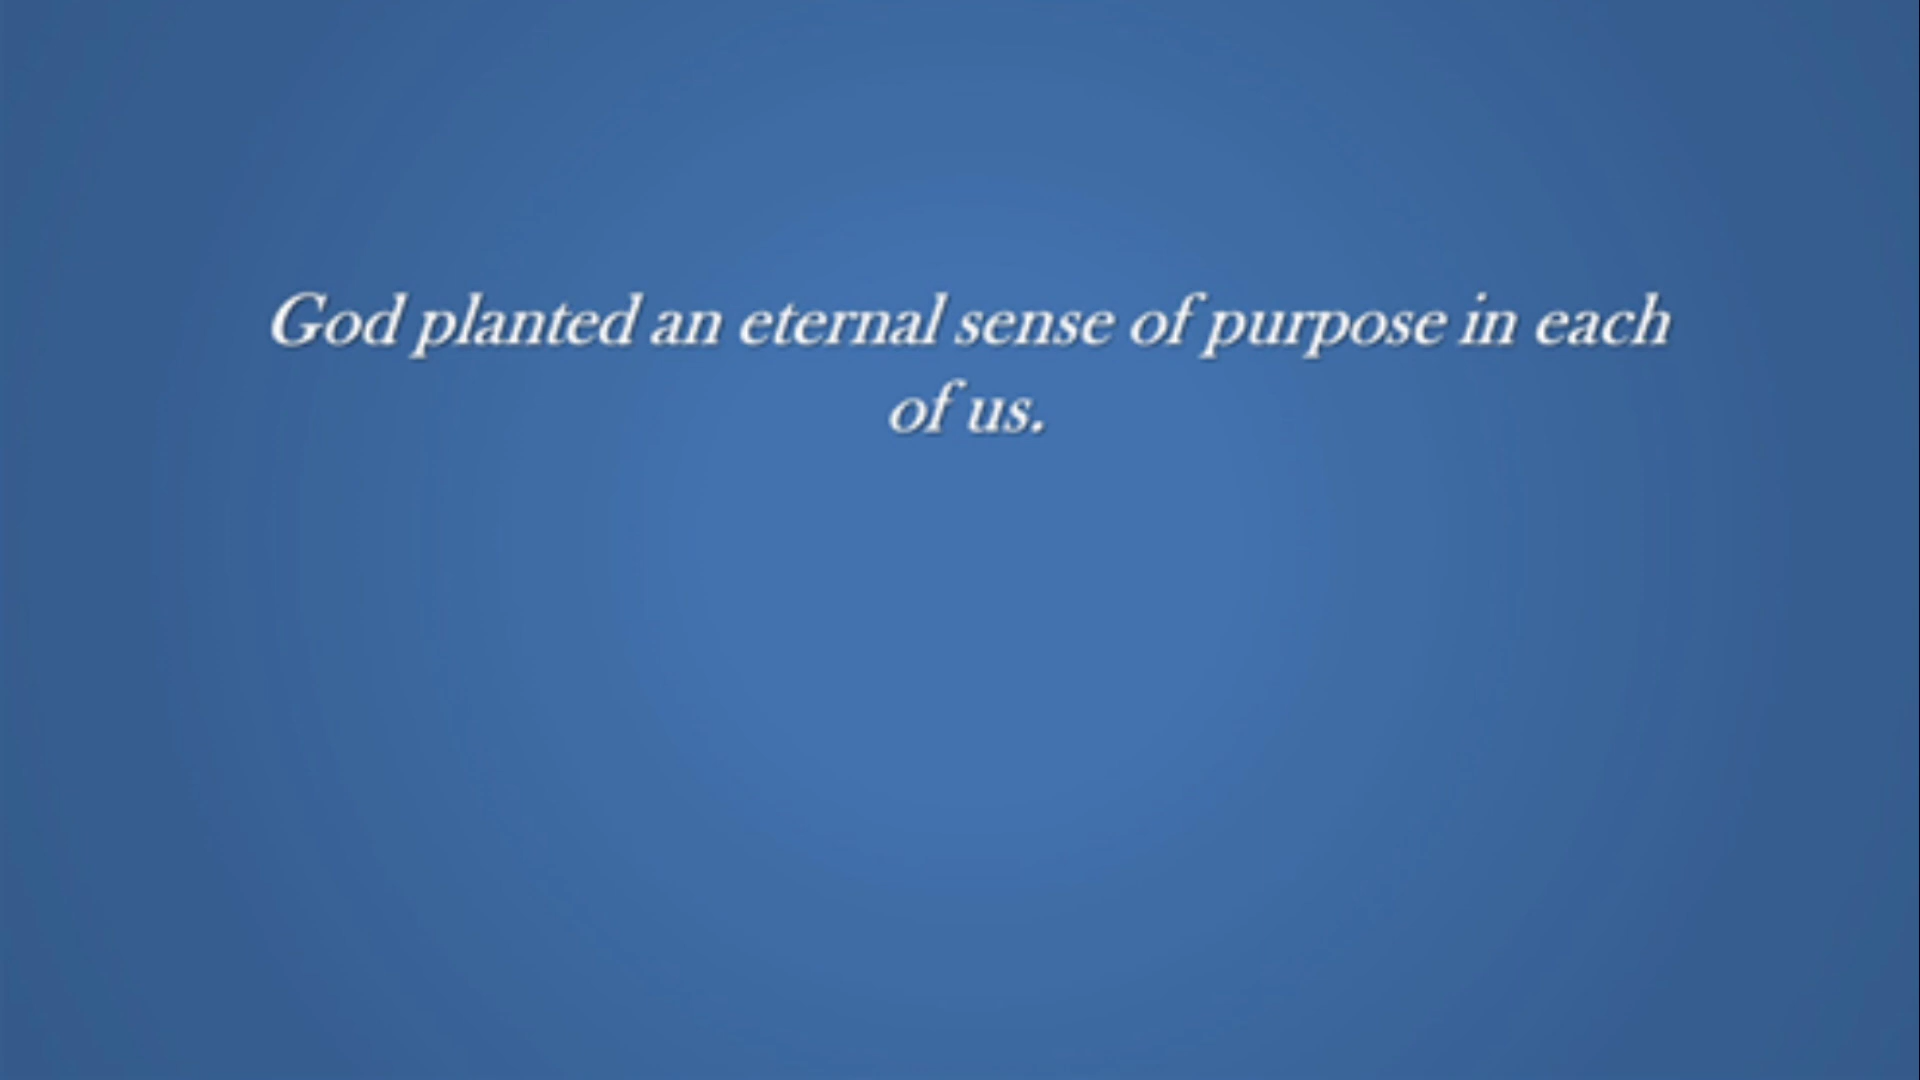 God planted an eternal sense of purpose in each
of us.